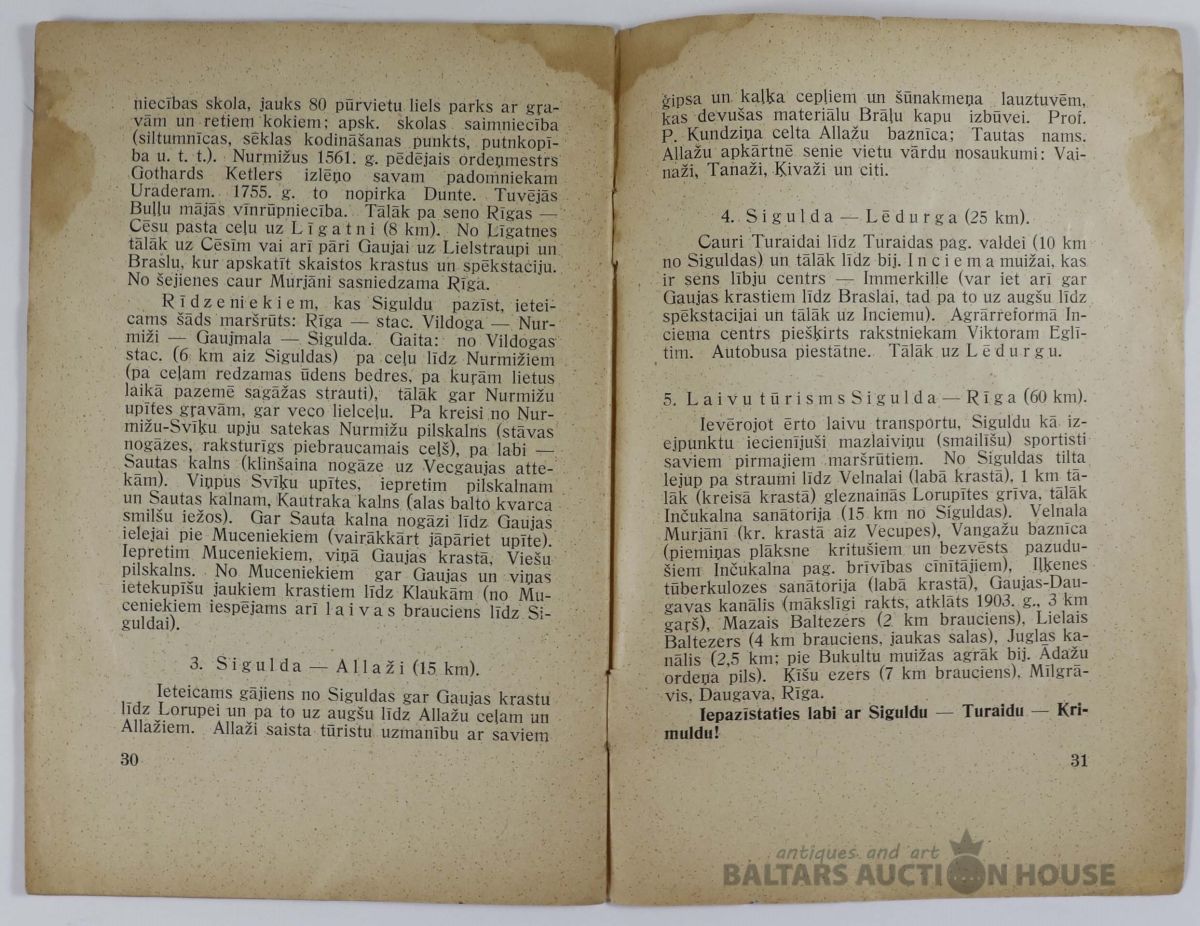 niecības skola, jauks 80 pūrvietu liels parks ar gŗa-
vām un retiem kokiem; apsk. skolas saimniecība
(siltumnīcas, sēklas kodināšanas punkts, putnkopī-
ba u. t. t.). Nurmižus 1561. g. pēdējais ordeņmestrs
Gothards Ketlers izlēņo savam padomniekam
Uraderam. 1755. g. to nopirka Dunte. Tuvējās
Buļļu mājās vīnrūpniecība. Tālāk pa seno Rīgas —
Cēsu pasta ceļu uz Līgatni (8 km). No Līgatnes
tālāk uz Cēsīm vai arī pāri Gaujai uz Lielstraupi un
Braslu, kur apskatīt skaistos krastus un spēkstaciju.
No šejienes caur Murjāni sasniedzama Rīga.
Rīdzeniekiem, kas Siguldu pazīst, ietei-
cams šāds maršrūts: Rīga — stac. Vildoga — Nur-
miži — Gaujmala — Sigulda. Gaita: no Vildogas
stac. (6 km aiz Siguldas) pa ceļu līdz Nurmižiem
(pa ceļam redzamas ūdens bedres, pa kuŗām lietus
laikā pazemē sagāžas strauti), tālāk gar Nurmižu
upītes gŗavām, gar veco lielceļu. Pa kreisi no Nur-
mižu-Svīķu upju satekas Nurmižu pilskalns (stāvas
nogāzes, raksturīgs piebraucamais ceļš), pa labi —
Sautas kalns (klinšaina nogāze uz Vecgaujas atte-
kām). Viņpus Svīķu upītes, iepretim pilskalnam
un Sautas kalnam, Kautraka kalns (alas balto kvarca
smilšu iežos). Gar Sauta kalna nogāzi līdz Gaujas
ielejai pie Muceniekiem (vairākkārt jāpāriet upīte).
Iepretim Muceniekiem, viņā Gaujas krastā, Viešu
pilskalns. No Muceniekiem gar Gaujas un viņas
ietekupīšu jaukiem krastiem līdz Klaukām (no Mu-
ceniekiem iespējams arī laivas brauciens līdz Si-
guldai).
3. Sigulda — Allaži (15 km).
Ieteicams gājiens no Siguldas gar Gaujas krastu
līdz Lorupei un pa to uz augšu līdz Allažu ceļam un
Allažiem. Allaži saista tūristu uzmanību ar saviem
30
ģipsa un kaļķa cepļiem un šūnakmeņa lauztuvēm,
kas devušas materiālu Brāļu kapu izbūvei. Prof.
P. Kundziņa celta Allažu baznīca; Tautas nams.
Allažu apkārtnē senie vietu vārdu nosaukumi: Vai-
naži, Tanaži, Ķivaži un citi.
4. Sigulda — Lēdurga (25 km).
Cauri Turaidai līdz Turaidas pag. valdei (10 km
no Siguldas) un tālāk līdz bij. Inciema muižai, kas
ir sens lībju centrs — Immerkille (var iet arī gar
Gaujas krastiem līdz Braslai, tad pa to uz augšu līdz
spēkstacijai un tālāk uz Inciemu). Agrārreformā In-
ciema centrs piešķirts rakstniekam Viktoram Eglī-
tim. Autobusa piestātne. Tālāk uz Lēdurgu.
5. Laivu tūrisms Sigulda — Rīga (60 km).
Ievērojot ērto laivu transportu, Siguldu kā iz-
ejpunktu iecienījuši mazlaiviņu (smailīšu) sportisti
saviem pirmajiem maršrūtiem. No Siguldas tilta
lejup pa straumi līdz Velnalai (labā krastā), 1 km tā-
lāk (kreisā krastā) gleznainās Lorupītes grīva, tālāk
Inčukalna sanātorija (15 km no Siguldas). Velnala
Murjānī (kr. krastā aiz Vecupes), Vangažu baznīca
(piemiņas plāksne kritušiem un bezvēsts pazudu-
šiem Inčukalna pag. brīvības cīnītājiem), Iļķenes
tūberkulozes sanātorija (labā krastā), Gaujas-Dau-
gavas kanālis (mākslīgi rakts, atklāts 1903. g., 3 km
gaŗš), Mazais Baltezers (2 km brauciens), Lielais
Baltezers (4 km brauciens, jaukas salas), Juglas ka-
nālis (2,5 km; pie Bukultu muižas agrāk bij. Ādažu
ordeņa pils). Ķīšu ezers (7 km brauciens), Mīlgrā-
vis, Daugava, Rīga.
Iepazīstaties labi ar Siguldu — Turaidu — Kri-
muldu!
31
antiques and art
BALTARS AUCTION HOUSE